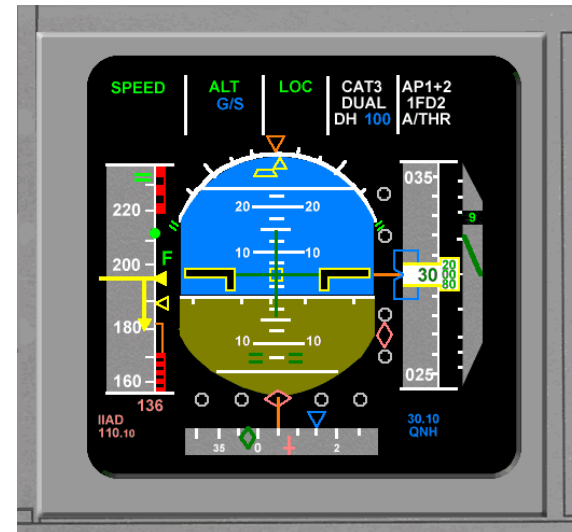 SPEED ALT LOC CAT3 AP1+2
G/S DUAL 1FD2
DH 100 A/THR
035
20 20
220
9
F
10 10
200
20
30 00
80
180
10 10
160
025
136
IIAD
110.10
30.10
QNH
35 0 2